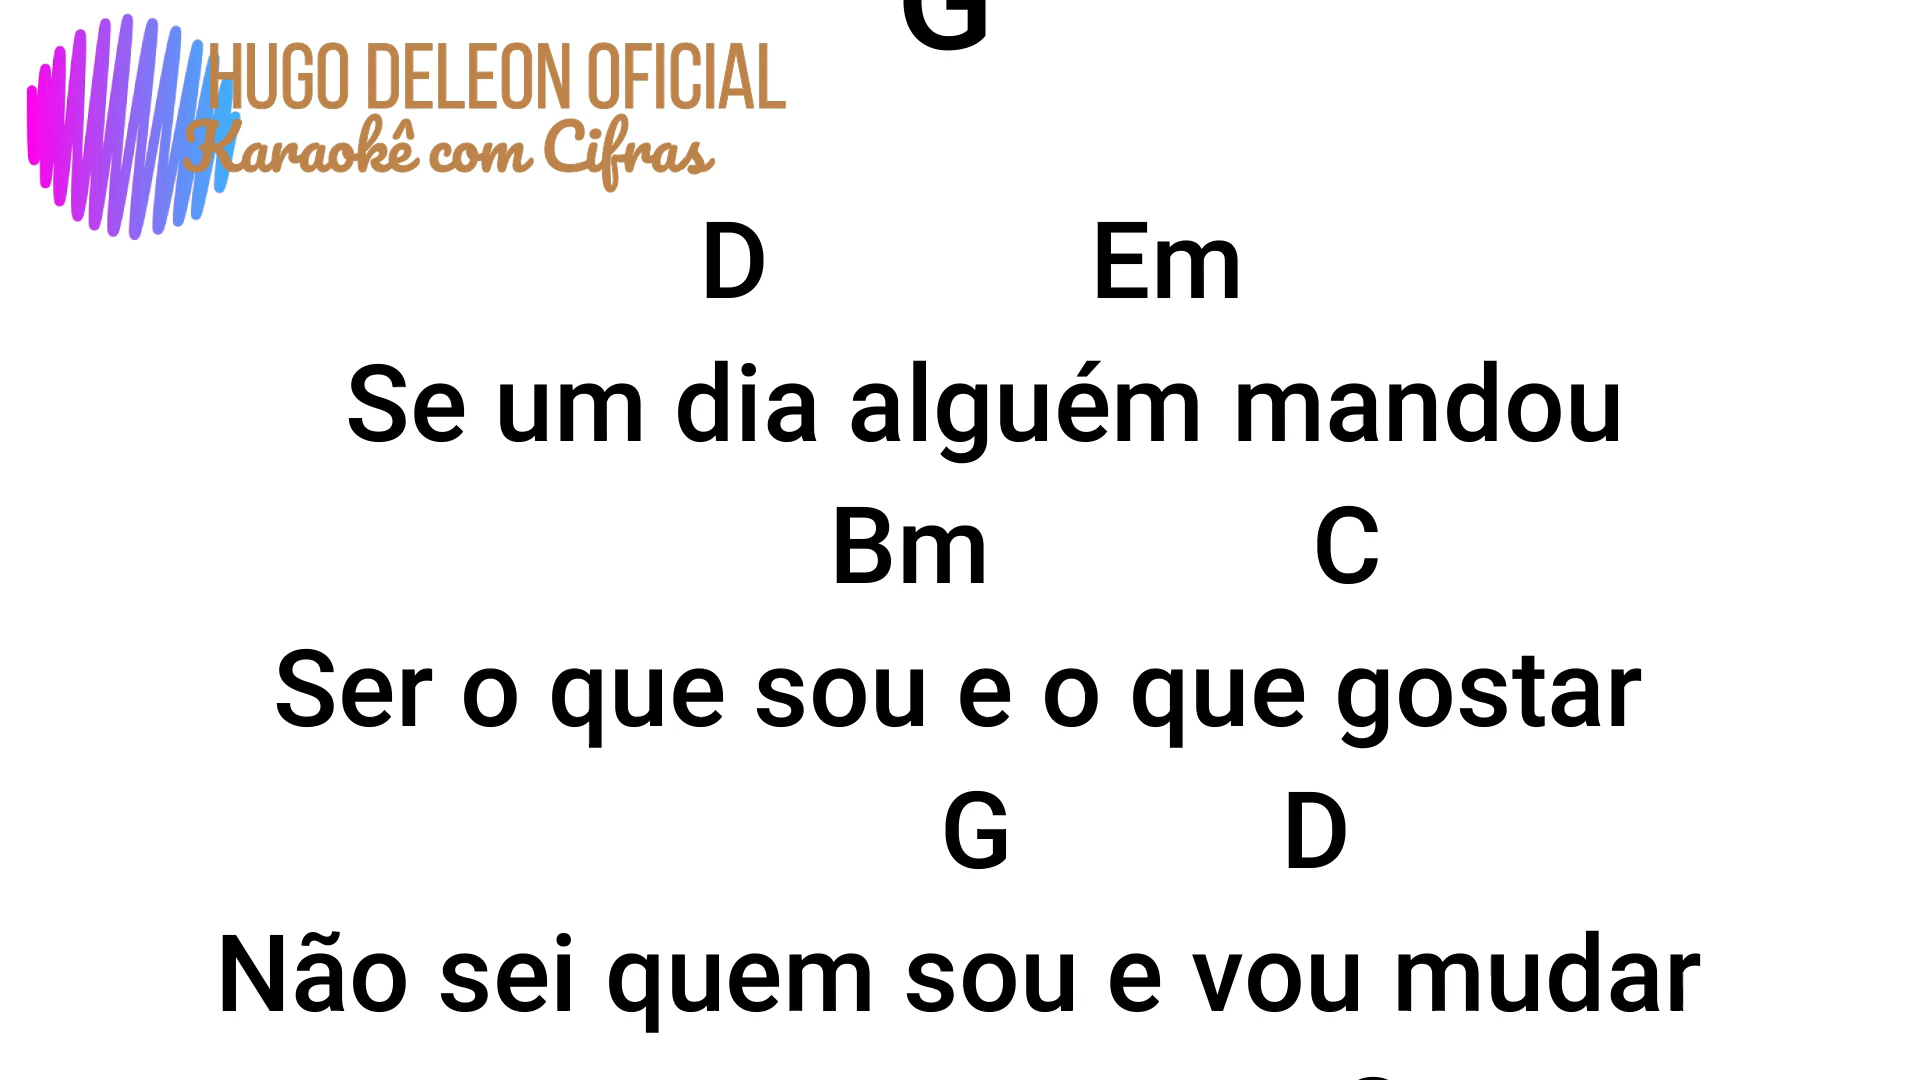 G
HUGO DELEON OFICIAL
Karaokê com Cifras
D Em
Se um dia alguém mandou
Bm C
Ser o que sou e o que gostar
G D
Não sei quem sou e vou mudar